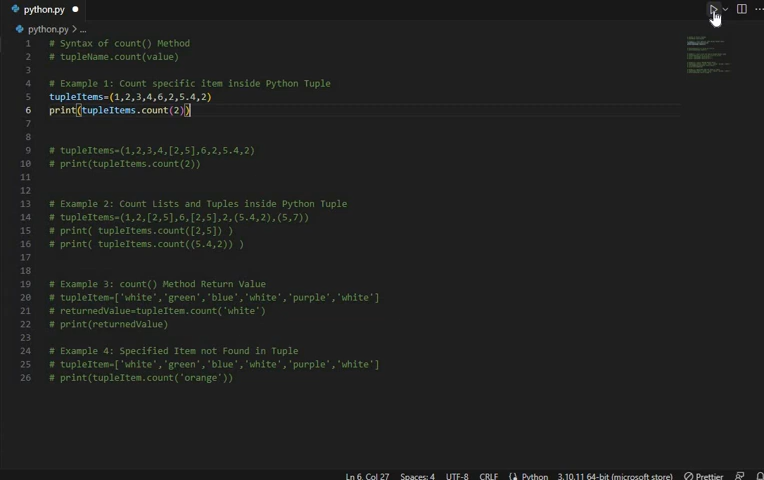 python.py
python.py > ...
1 # Syntax of count() Method
2 # tupleName.count(value)
3
4 # Example 1: Count specific item inside Python Tuple
5 tupleItems=(1,2,3,4,6,2,5.4,2)
6 print(tupleItems.count(2))
7
8
9 # tupleItems=(1,2,3,4,[2,5],6,2,5.4,2)
10 # print(tupleItems.count(2))
11
12
13 # Example 2: Count Lists and Tuples inside Python Tuple
14 # tupleItems=(1,2,[2,5],6,[2,5],2,(5.4,2),(5,7))
15 # print( tupleItems.count([2,5]) )
16 # print( tupleItems.count((5.4,2)) )
17
18
19 # Example 3: count() Method Return Value
20 # tupleItem=['white','green','blue','white','purple','white']
21 # returnedValue=tupleItem.count('white')
22 # print(returnedValue)
23
24 # Example 4: Specified Item not Found in Tuple
25 # tupleItem=['white','green','blue','white','purple','white']
26 # print(tupleItem.count('orange'))
Ln 6, Col 27 Spaces: 4 UTF-8 CRLF Python 3.10.11 64-bit (microsoft store) Prettier